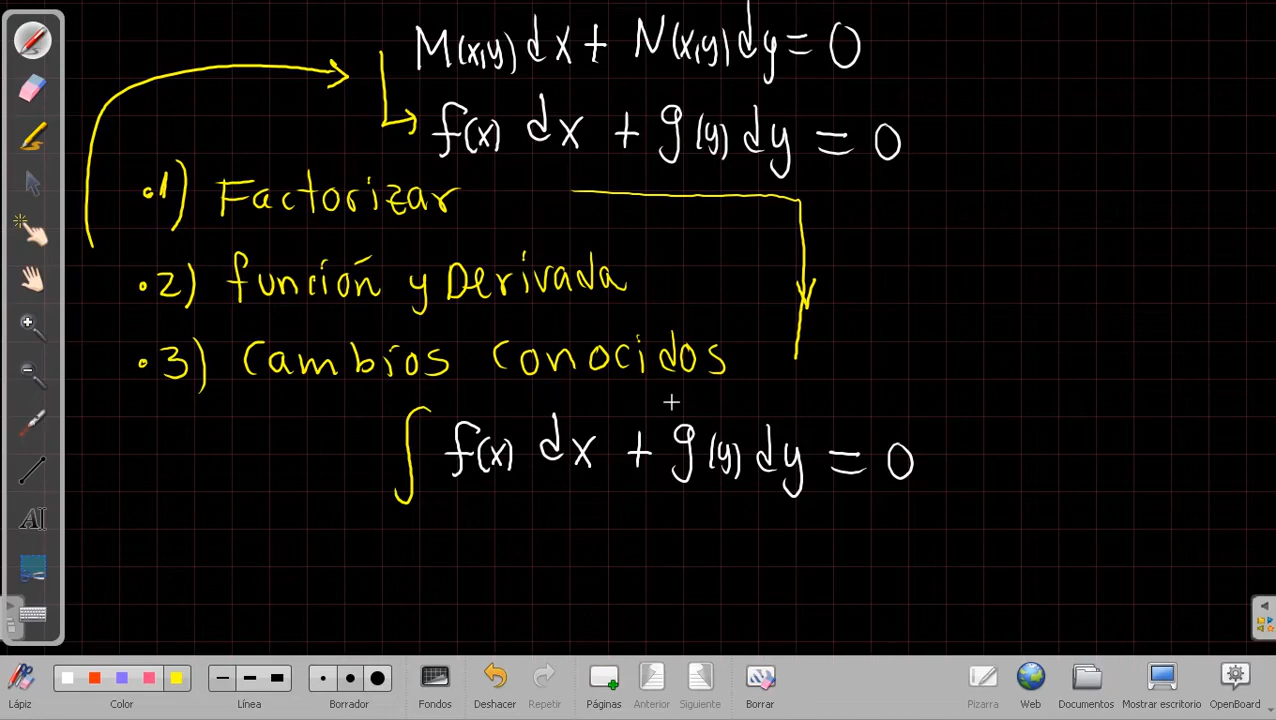 M(x,y) dx + N(x,y) dy = 0
f(x) dx + g(y) dy = 0
.1) Factorizar
.2) función y Derivada
.3) Cambios conocidos
∫ f(x) dx + g(y) dy = 0
Lápiz
Color
Línea
Borrador
Fondos
Deshacer
Repetir
Páginas
Anterior
Siguiente
Borrar
Pizarra
Web
Documentos
Mostrar escritorio
OpenBoard